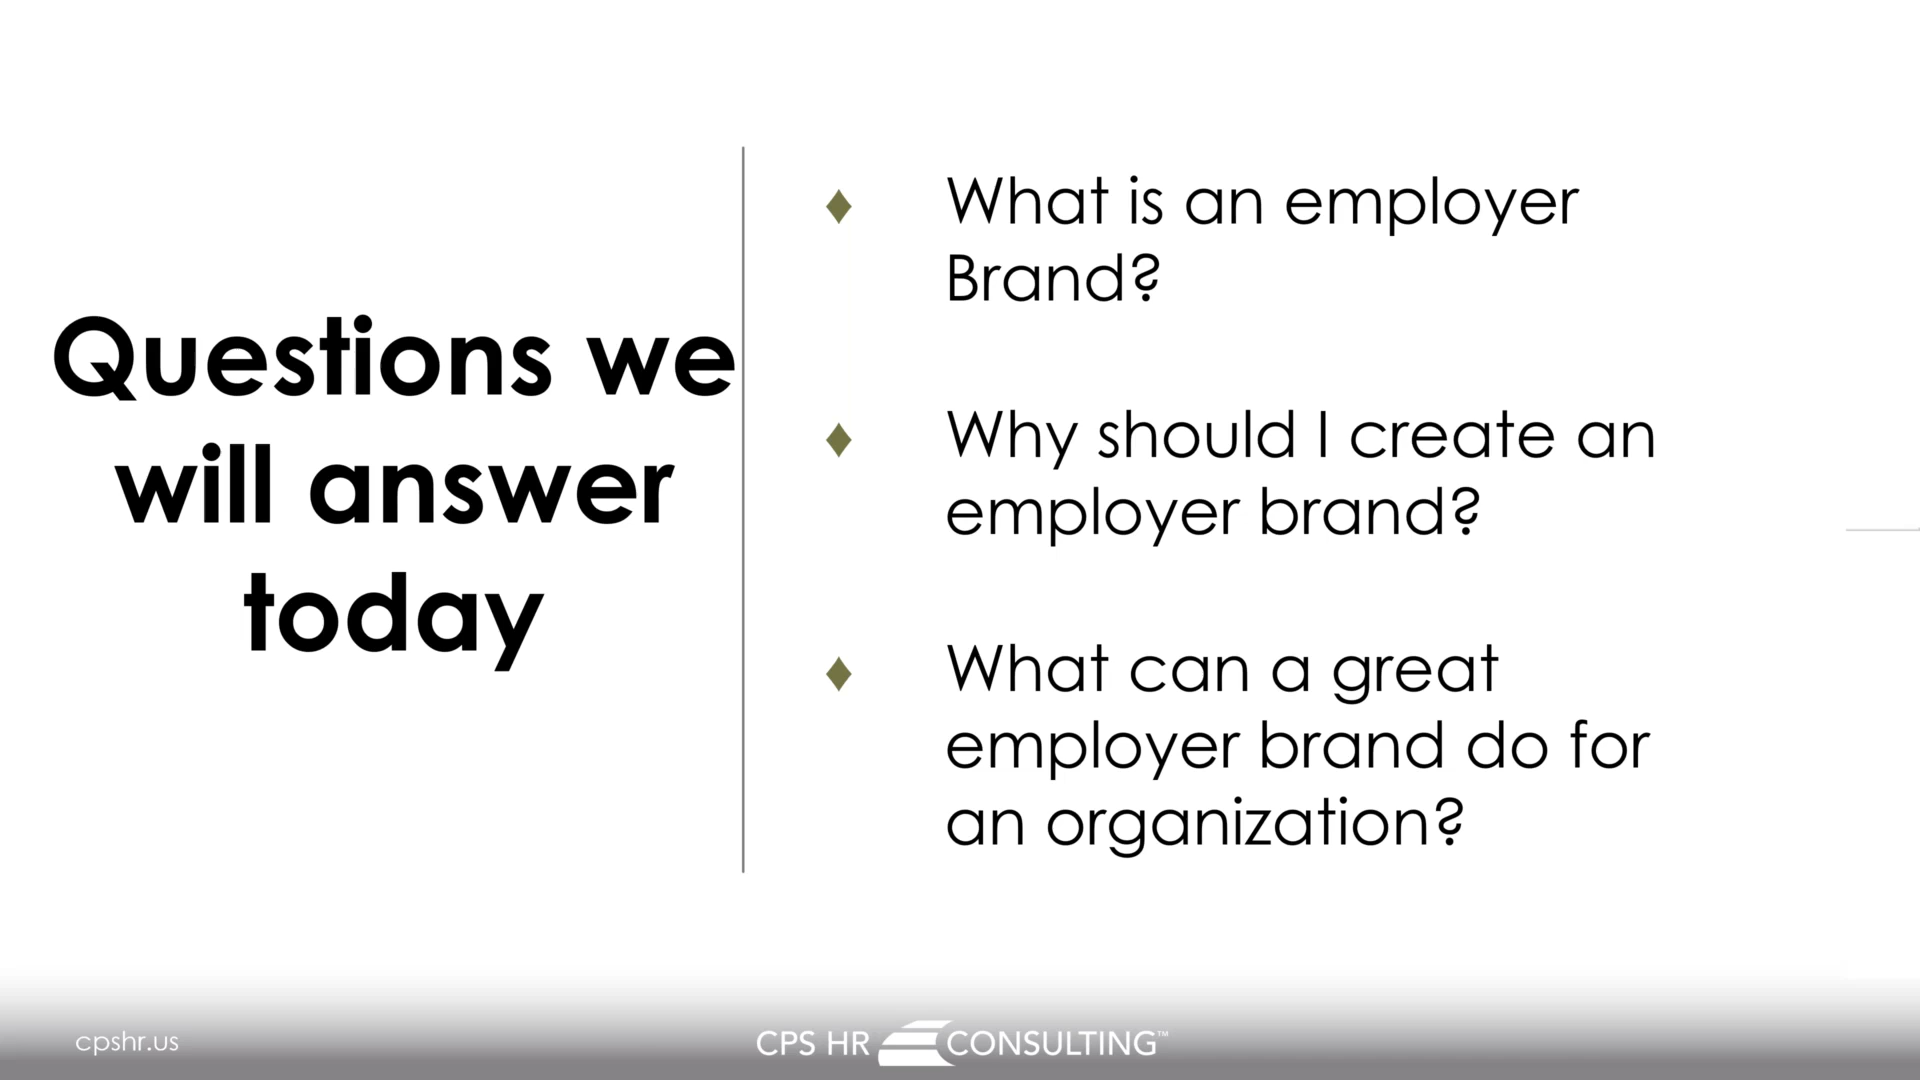 Questions we
will answer
today
What is an employer
Brand?
Why should I create an
employer brand?
What can a great
employer brand do for
an organization?
cpshr.us
CPS HR CONSULTING™